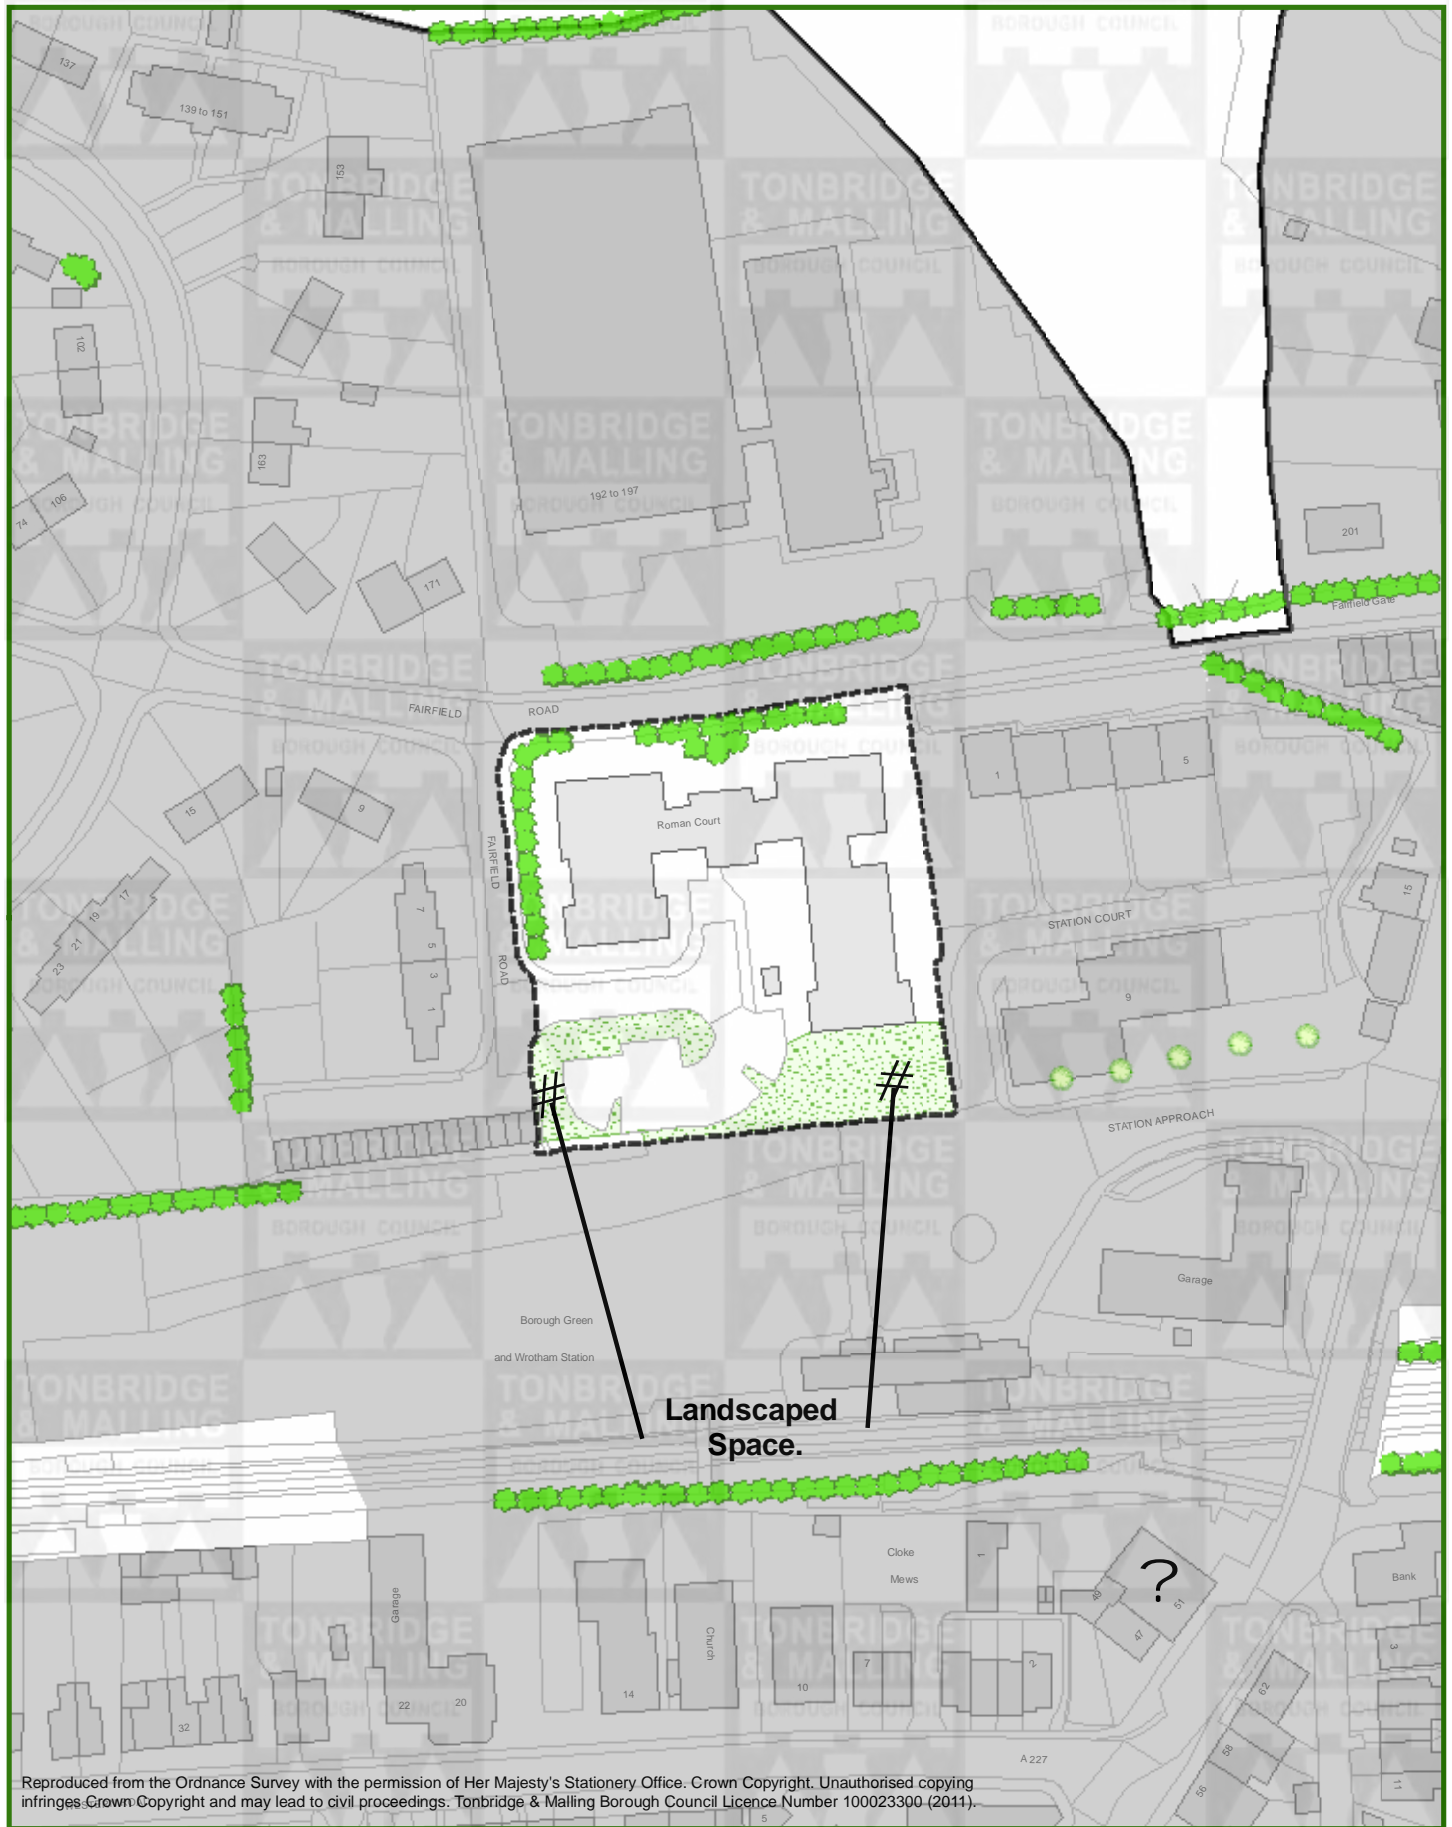 137
139 to 151
153
102
163
106
74
192 to 197
171
201
Fairfield Gate
FAIRFIELD
ROAD
Roman Court
1
5
15
9
FAIRFIELD
ROAD
17
19
21
23
7
5
3
1
STATION COURT
15
9
STATION APPROACH
Garage
Borough Green
and Wrotham Station
Landscaped
Space.
Cloke
Mews
1
?
49
51
47
Bank
Garage
Church
3
14
10
7
2
22
20
32
62
58
56
11
A 227
5
Reproduced from the Ordnance Survey with the permission of Her Majesty's Stationery Office. Crown Copyright. Unauthorised copying
infringes Crown Copyright and may lead to civil proceedings. Tonbridge & Malling Borough Council Licence Number 100023300 (2011).
TONBRIDGE
& MALLING
BOROUGH COUNCIL